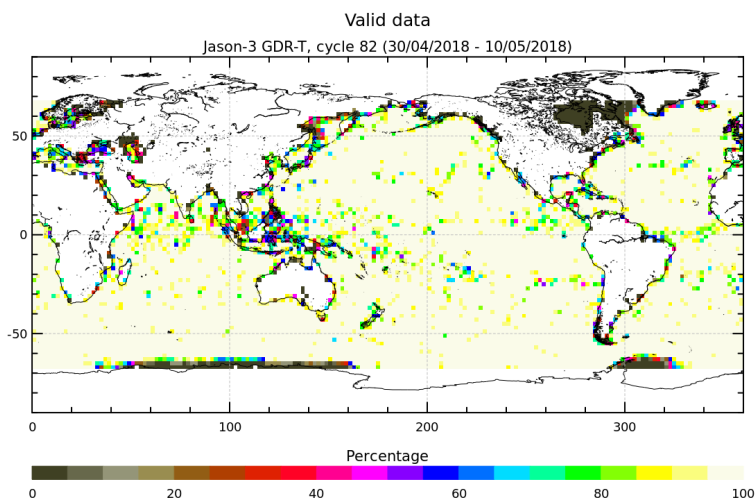 Valid data
Jason-3 GDR-T, cycle 82 (30/04/2018 - 10/05/2018)
50
0
-50
0 100 200 300
Percentage
0 20 40 60 80 100